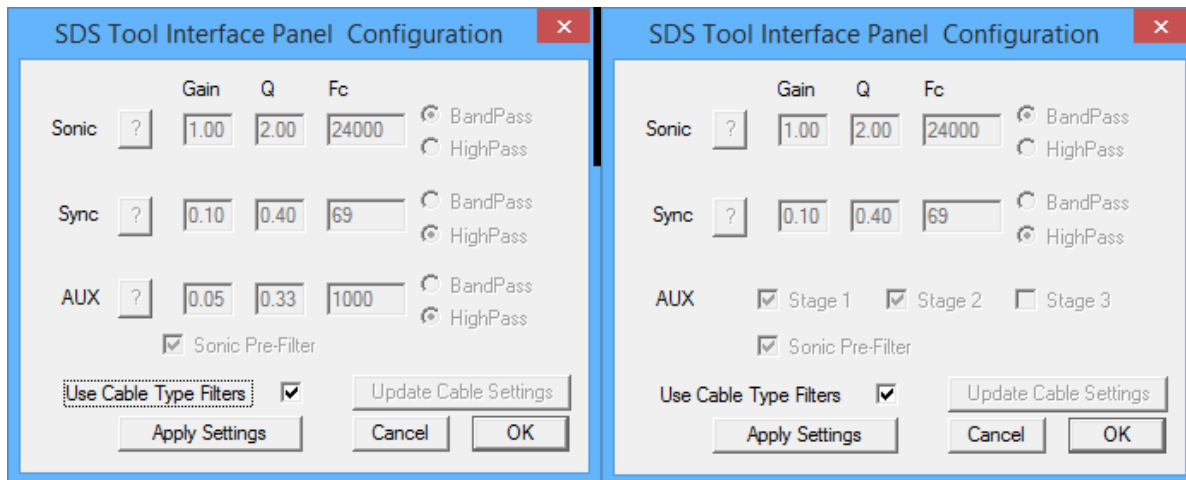 SDS Tool Interface Panel  Configuration
Gain Q Fc
Sonic ? 1.00 2.00 24000 BandPass
HighPass
Sync ? 0.10 0.40 69 BandPass
HighPass
AUX ? 0.05 0.33 1000 BandPass
HighPass
Sonic Pre-Filter
Use Cable Type Filters Update Cable Settings
Apply Settings Cancel OK
SDS Tool Interface Panel  Configuration
Gain Q Fc
Sonic ? 1.00 2.00 24000 BandPass
HighPass
Sync ? 0.10 0.40 69 BandPass
HighPass
AUX Stage 1 Stage 2 Stage 3
Sonic Pre-Filter
Use Cable Type Filters Update Cable Settings
Apply Settings Cancel OK